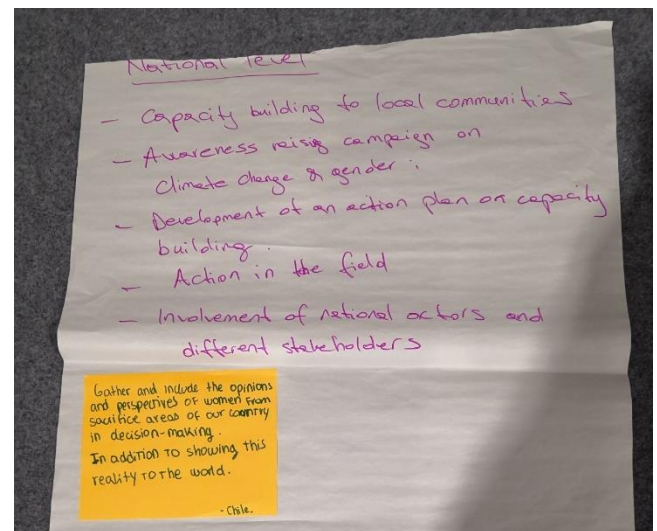 National level
- Capacity building to local communities
- Awareness raising campaign on
climate change & gender.
- Development of an action plan on capacity
building.
- Action in the field
- Involvement of national actors and
different stakeholders
Gather and include the opinions
and perspectives of women from
sacrifice areas of our country
in decision-making.
In addition to showing this
reality to the world.
- Chile.